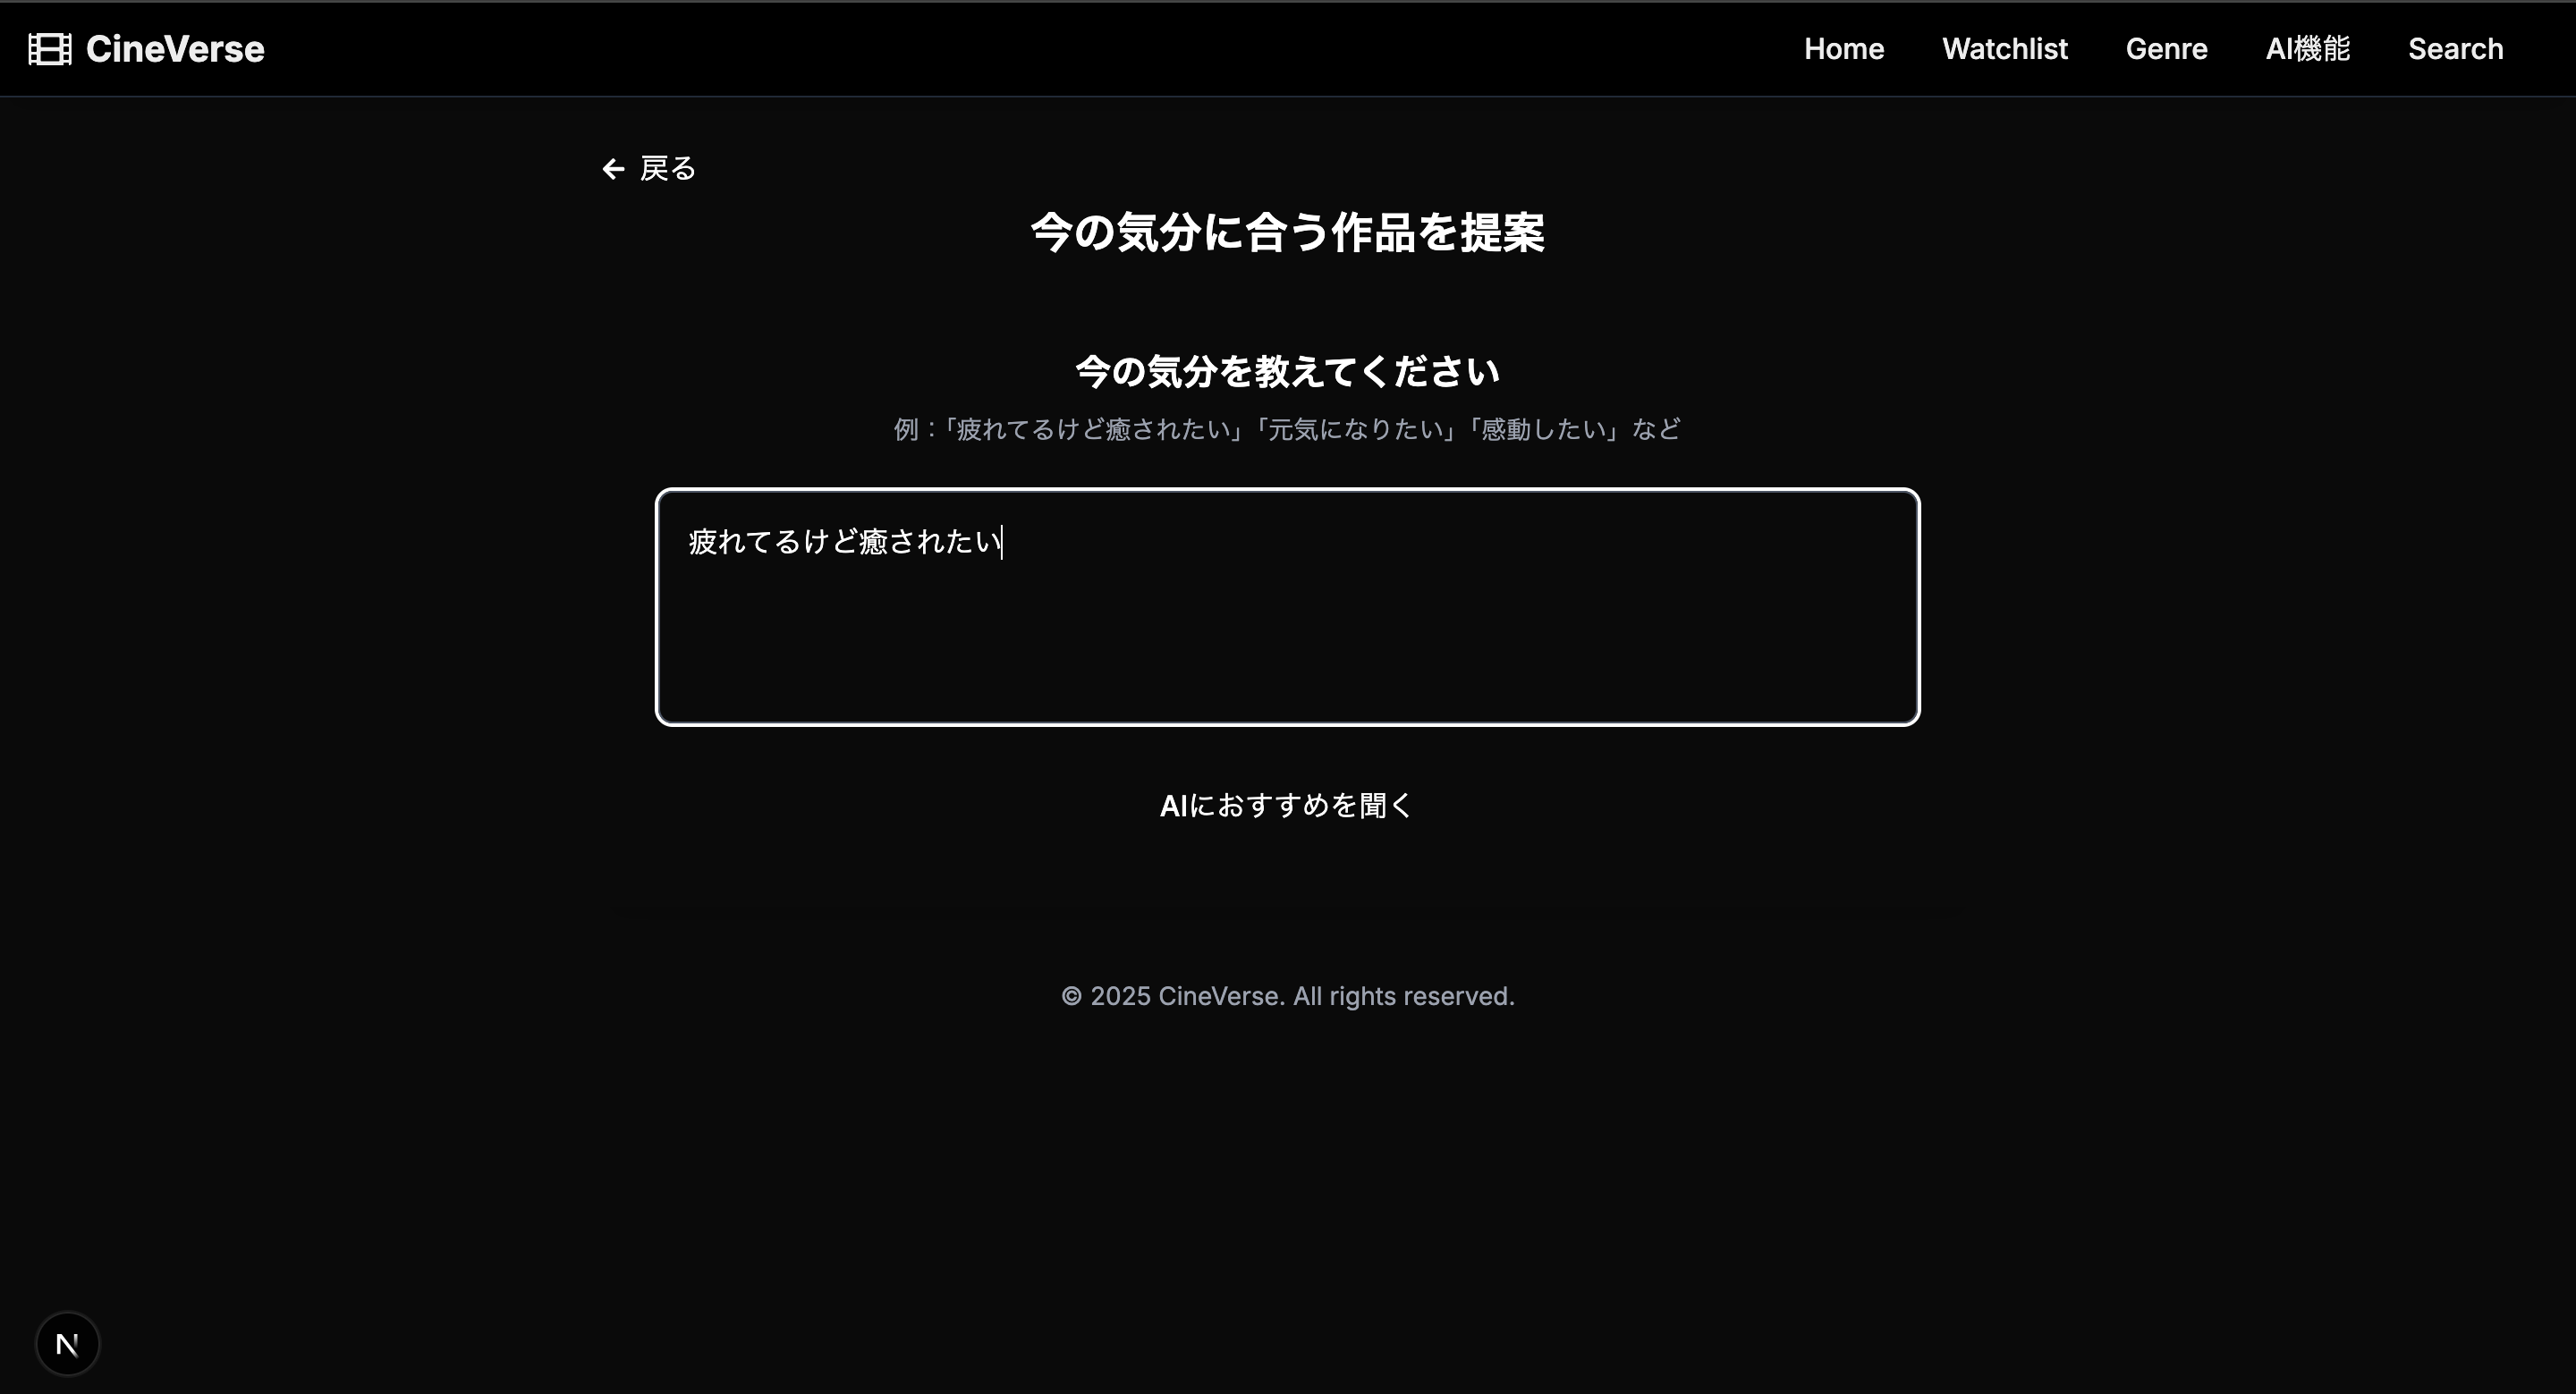 CineVerse
Home Watchlist Genre AI機能 Search
← 戻る
今の気分に合う作品を提案
今の気分を教えてください
例：「疲れてるけど癒されたい」「元気になりたい」「感動したい」など
疲れてるけど癒されたい
AIにおすすめを聞く
© 2025 CineVerse. All rights reserved.
N